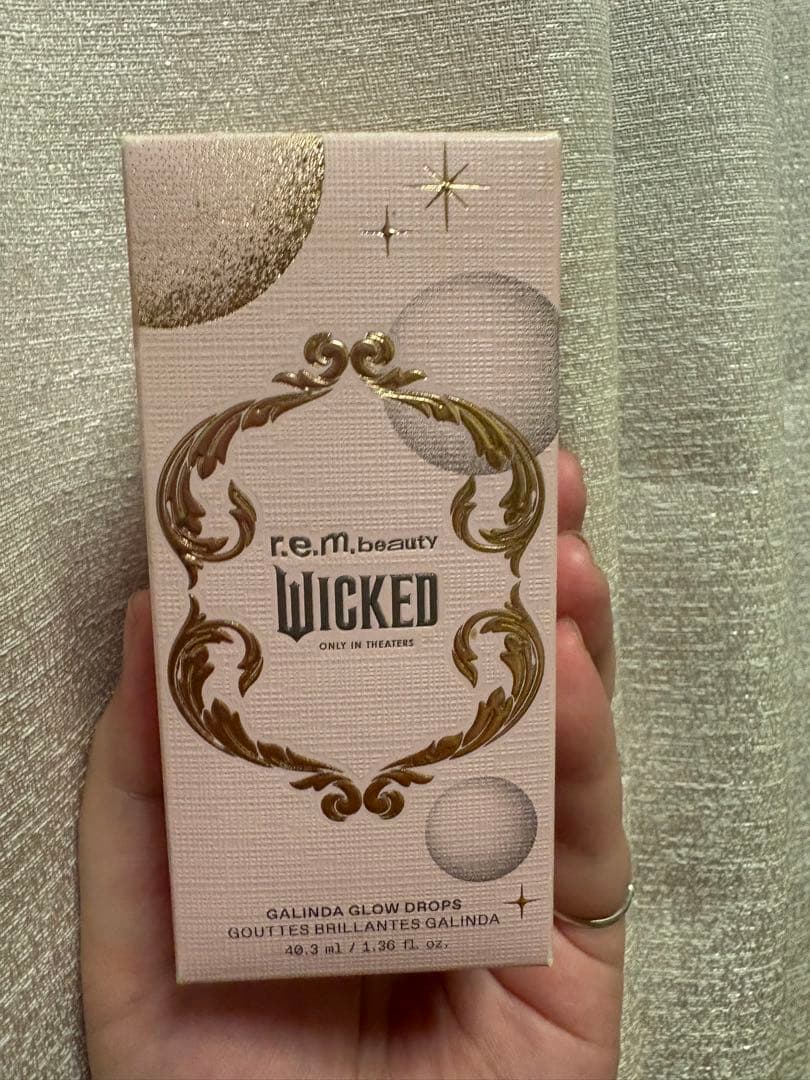 r.e.m.beauty
WICKED
ONLY IN THEATERS
GALINDA GLOW DROPS
GOUTTES BRILLANTES GALINDA
40.3 ml / 1.36 fl. oz.